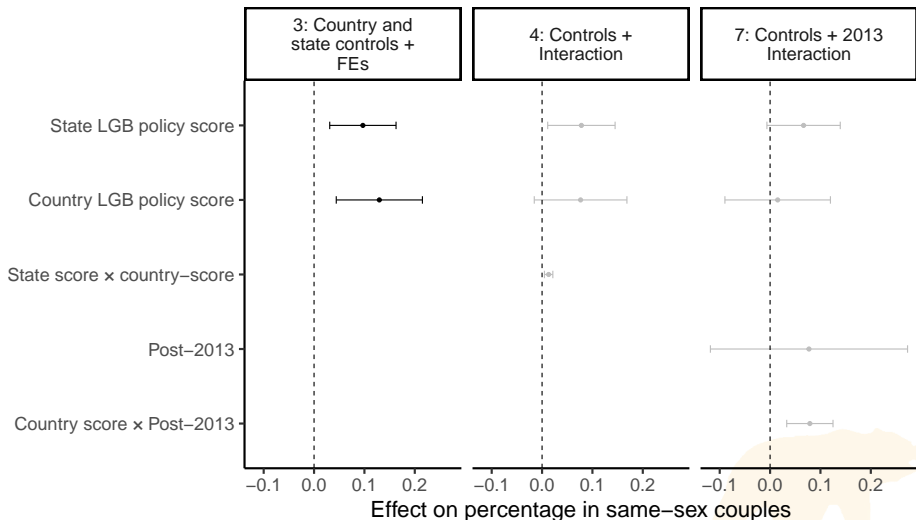 3: Country and
state controls +
FEs
4: Controls +
Interaction
7: Controls + 2013
Interaction
State LGB policy score
Country LGB policy score
State score × country−score
Post−2013
Country score × Post−2013
−0.1 0.0 0.1 0.2 −0.1 0.0 0.1 0.2 −0.1 0.0 0.1 0.2
Effect on percentage in same−sex couples